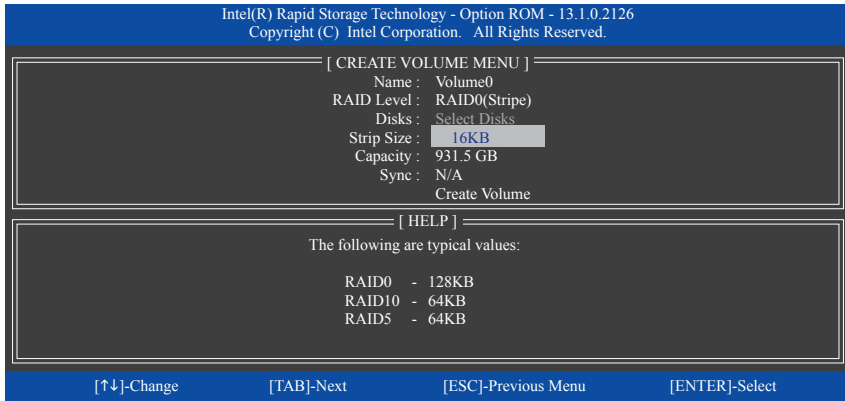 Intel(R) Rapid Storage Technology - Option ROM - 13.1.0.2126
Copyright (C) Intel Corporation. All Rights Reserved.
[ CREATE VOLUME MENU ]
Name : Volume0
RAID Level : RAID0(Stripe)
Disks : Select Disks
Strip Size : 16KB
Capacity : 931.5 GB
Sync : N/A
Create Volume
[ HELP ]
The following are typical values:
RAID0 - 128KB
RAID10 - 64KB
RAID5 - 64KB
[↑↓]-Change [TAB]-Next [ESC]-Previous Menu [ENTER]-Select